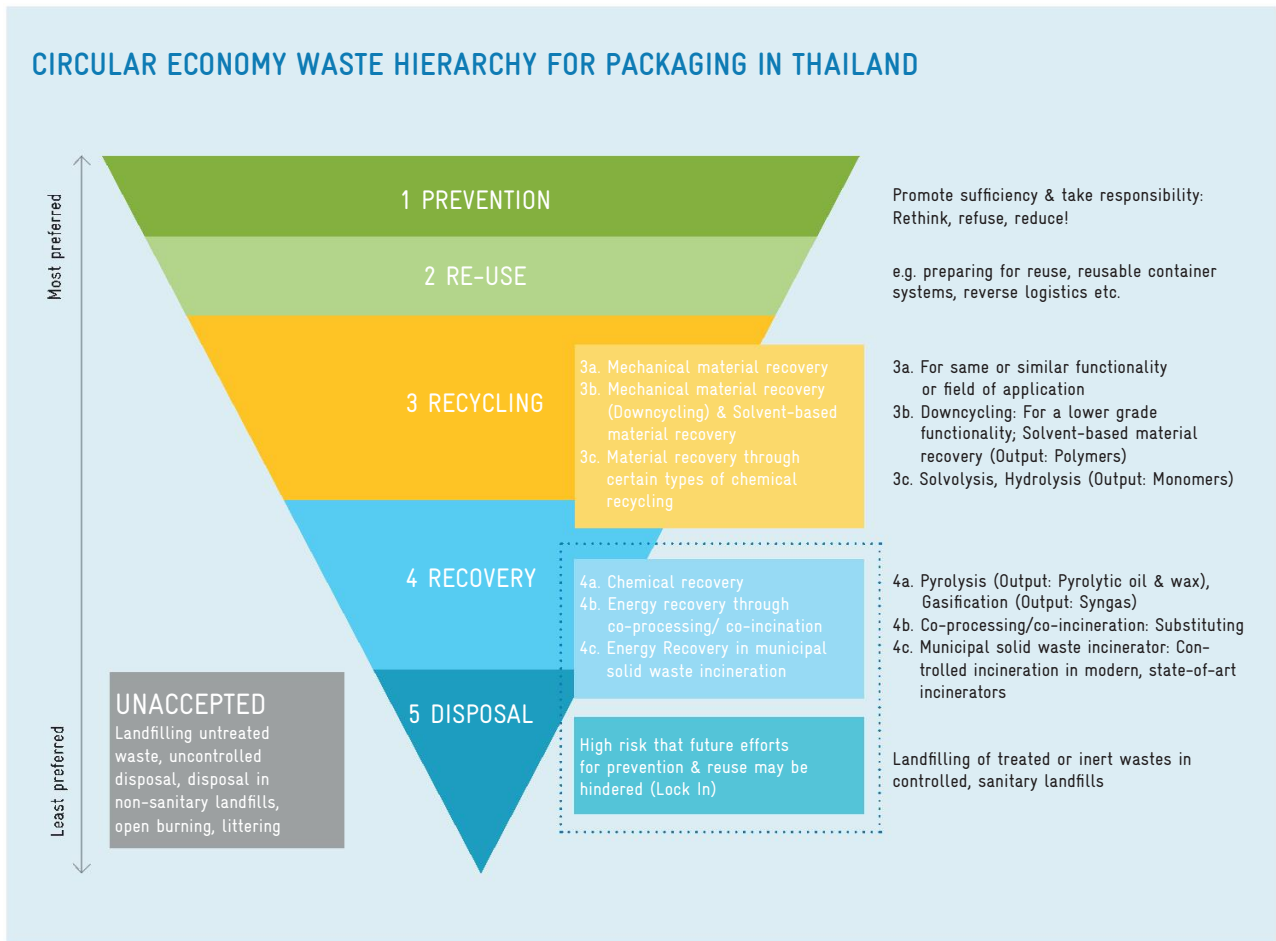 CIRCULAR ECONOMY WASTE HIERARCHY FOR PACKAGING IN THAILAND
Most preferred
1 PREVENTION
Promote sufficiency & take responsibility:
Rethink, refuse, reduce!
2 RE-USE
e.g. preparing for reuse, reusable container
systems, reverse logistics etc.
3 RECYCLING
3a. Mechanical material recovery
3b. Mechanical material recovery
(Downcycling) & Solvent-based
material recovery
3c. Material recovery through
certain types of chemical
recycling
3a. For same or similar functionality
or field of application
3b. Downcycling: For a lower grade
functionality; Solvent-based material
recovery (Output: Polymers)
3c. Solvolysis, Hydrolysis (Output: Monomers)
4 RECOVERY
4a. Chemical recovery
4b. Energy recovery through
co-processing/ co-incination
4c. Energy Recovery in municipal
solid waste incineration
4a. Pyrolysis (Output: Pyrolytic oil & wax),
Gasification (Output: Syngas)
4b. Co-processing/co-incineration: Substituting
4c. Municipal solid waste incinerator: Con-
trolled incineration in modern, state-of-art
incinerators
Least preferred
UNACCEPTED
Landfilling untreated
waste, uncontrolled
disposal, disposal in
non-sanitary landfills,
open burning, littering
5 DISPOSAL
High risk that future efforts
for prevention & reuse may be
hindered (Lock In)
Landfilling of treated or inert wastes in
controlled, sanitary landfills